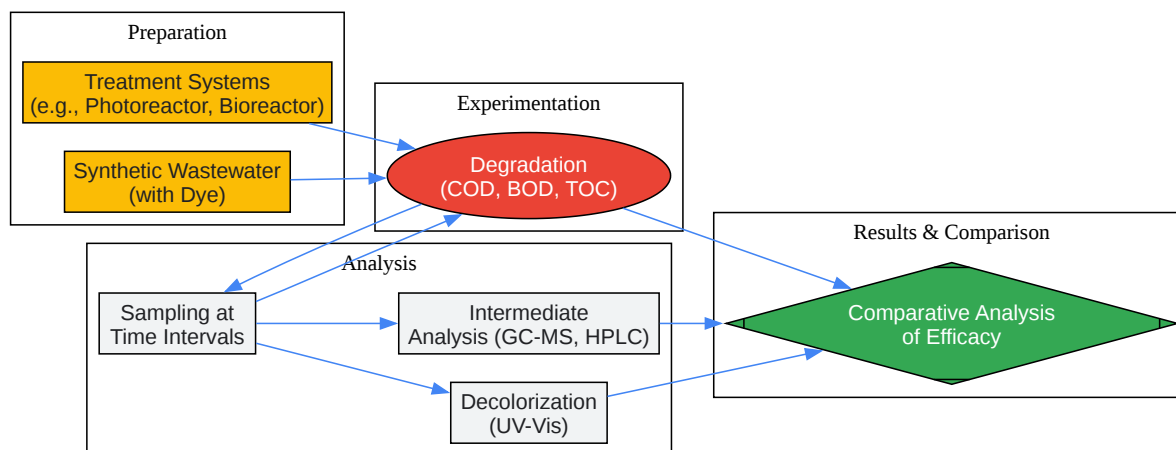 Preparation
Treatment Systems
(e.g., Photoreactor, Bioreactor)
Synthetic Wastewater
(with Dye)
Experimentation
Degradation
(COD, BOD, TOC)
Analysis
Sampling at
Time Intervals
Intermediate
Analysis (GC-MS, HPLC)
Decolorization
(UV-Vis)
Results & Comparison
Comparative Analysis
of Efficacy